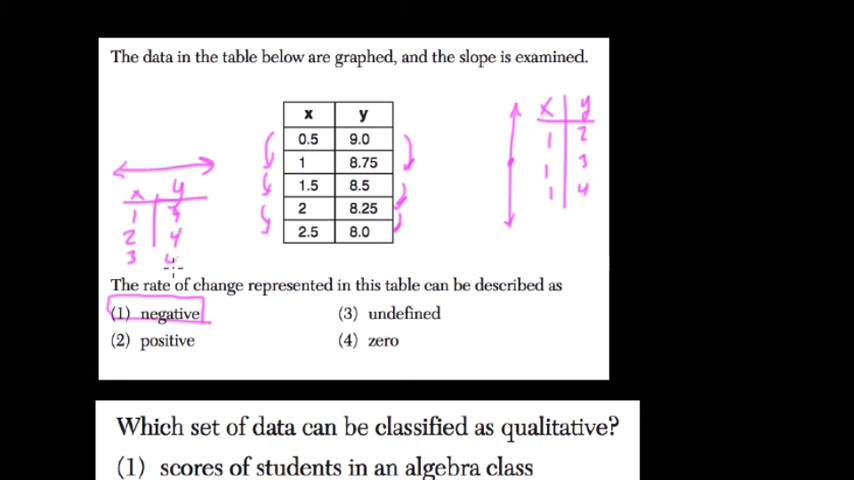 The data in the table below are graphed, and the slope is examined.
x y
0.5 9.0
1 8.75
1.5 8.5
2 8.25
2.5 8.0
x y
1
2 4
3
x y
1 2
1 3
1 4
The rate of change represented in this table can be described as
(1) negative (3) undefined
(2) positive (4) zero
Which set of data can be classified as qualitative?
(1) scores of students in an algebra class